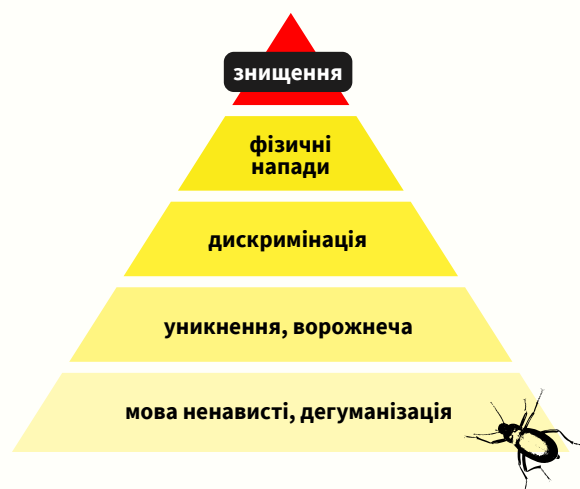 знищення
фізичні
напади
дискримінація
уникнення, ворожнеча
мова ненависті, дегуманізація